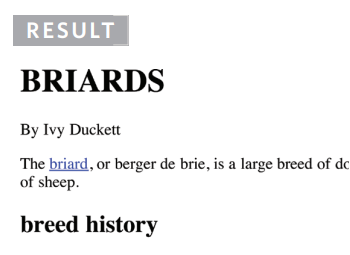 RESULT
BRIARDS
By Ivy Duckett
The briard, or berger de brie, is a large breed of
of sheep.
breed history